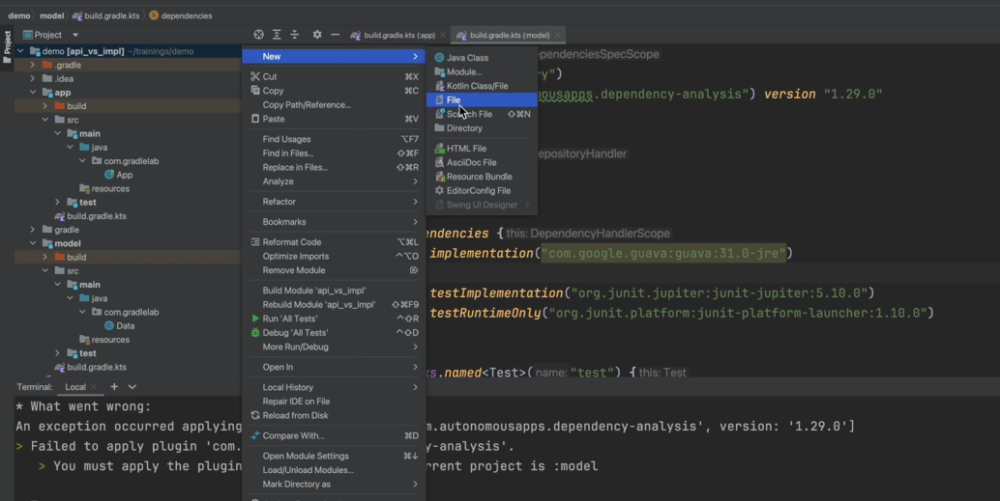 demo model build.gradle.kts dependencies
Project
Project
build.gradle.kts (:app)
build.gradle.kts (:model)
demo [api_vs_impl] ~/trainings/demo
.gradle
.idea
app
build
src
main
java
com.gradlelab
App
resources
test
build.gradle.kts
gradle
model
build
src
main
java
com.gradlelab
Data
resources
test
build.gradle.kts
New
Cut ⌘X
Copy ⌘C
Copy Path/Reference...
Paste ⌘V
Find Usages ⌥F7
Find in Files... ⇧⌘F
Replace in Files... ⇧⌘R
Analyze
Refactor
Bookmarks
Reformat Code ⌥⌘L
Optimize Imports ^⌥O
Remove Module ⌦
Build Module 'api_vs_impl'
Rebuild Module 'api_vs_impl' ⇧⌘F9
Run 'All Tests' ^⇧R
Debug 'All Tests' ^⇧D
More Run/Debug
Open In
Local History
Repair IDE on File
Reload from Disk
Compare With... ⌘D
Open Module Settings ⌘↓
Load/Unload Modules...
Mark Directory as
Java Class
Module...
Kotlin Class/File
File
Scratch File ⇧⌘N
Directory
HTML File
AsciiDoc File
Resource Bundle
EditorConfig File
Swing UI Designer
pendenciesSpecScope
y")
nousapps.dependency-analysis") version "1.29.0"
epositoryHandler
endencies { this: DependencyHandlerScope
implementation("com.google.guava:guava:31.0-jre")
testImplementation("org.junit.jupiter:junit-jupiter:5.10.0")
testRuntimeOnly("org.junit.platform:junit-platform-launcher:1.10.0")
ks.named<Test>( name: "test") { this: Test
Terminal: Local × +
* What went wrong:
An exception occurred applying m.autonomousapps.dependency-analysis', version: '1.29.0']
> Failed to apply plugin 'com. y-analysis'.
> You must apply the plugin rrent project is :model